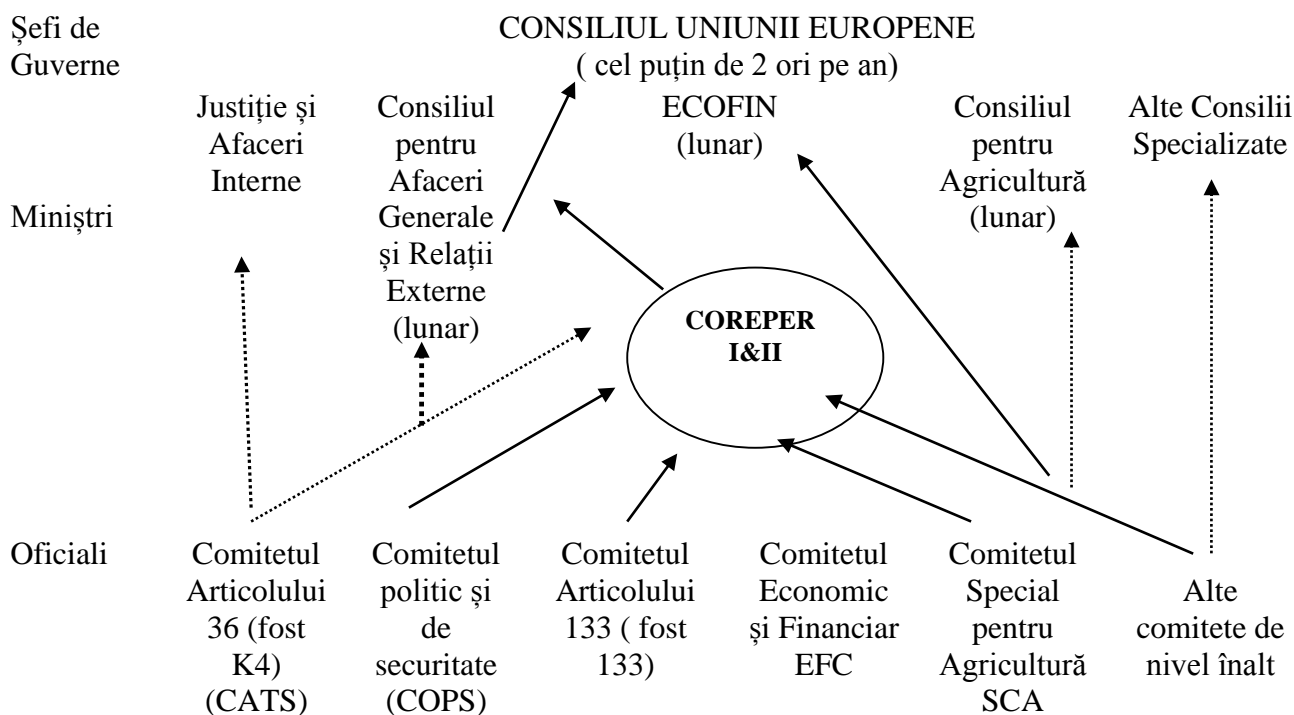 Șefi de
Guverne
CONSILIUL UNIUNII EUROPENE
( cel puțin de 2 ori pe an)
Miniștri
Justiție și
Afaceri
Interne
Consiliul
pentru
Afaceri
Generale
și Relații
Externe
(lunar)
ECOFIN
(lunar)
Consiliul
pentru
Agricultură
(lunar)
Alte Consilii
Specializate
COREPER
I&II
Oficiali
Comitetul
Articolului
36 (fost
K4)
(CATS)
Comitetul
politic și
de
securitate
(COPS)
Comitetul
Articolului
133 ( fost
133)
Comitetul
Economic
și Financiar
EFC
Comitetul
Special
pentru
Agricultură
SCA
Alte
comitete de
nivel înalt